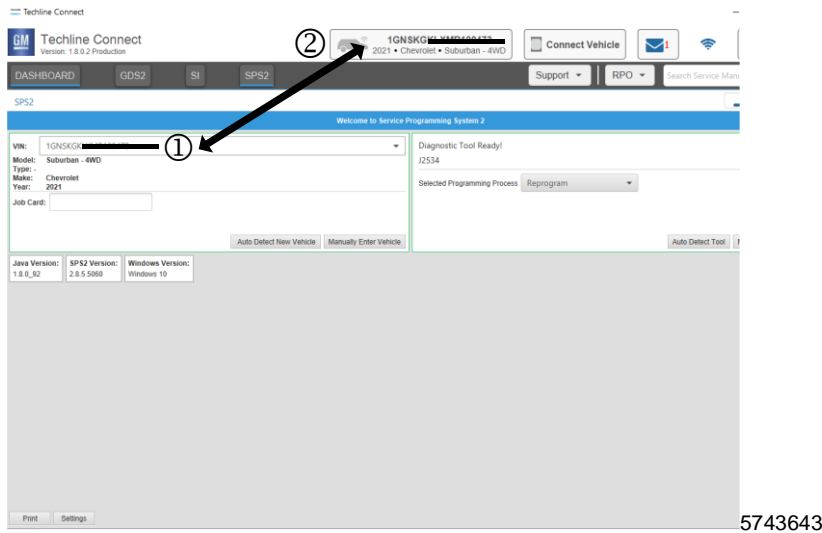 Techline Connect
GM
Techline Connect
Version: 1.8.0.2 Production
②
1GNSKG
2021 • Chevrolet • Suburban - 4WD
Connect Vehicle
1
DASHBOARD
GDS2
SI
SPS2
Support
RPO
Search Service Manu
SPS2
Welcome to Service Programming System 2
VIN:
1GNSKGK
①
Model: Suburban - 4WD
Type: -
Make: Chevrolet
Year: 2021
Job Card:
Auto Detect New Vehicle
Manually Enter Vehicle
Diagnostic Tool Ready!
J2534
Selected Programming Process
Reprogram
Auto Detect Tool
Java Version:
1.8.0_92
SPS2 Version:
2.8.5.5060
Windows Version:
Windows 10
Print
Settings
5743643